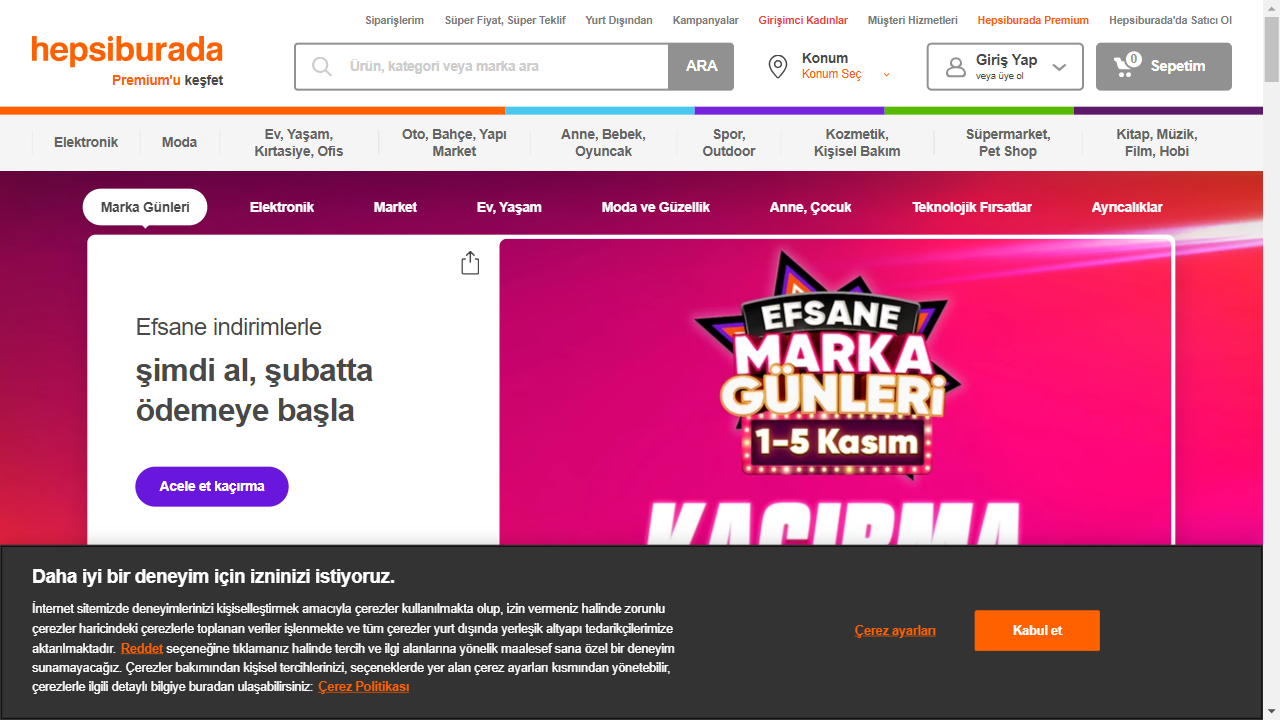 Siparişlerim
Süper Fiyat, Süper Teklif
Yurt Dışından
Kampanyalar
Girişimci Kadınlar
Müşteri Hizmetleri
Hepsiburada Premium
Hepsiburada'da Satıcı Ol
hepsiburada
Premium'u keşfet
Ürün, kategori veya marka ara
ARA
Konum
Konum Seç
Giriş Yap
veya üye ol
0
Sepetim
Elektronik
Moda
Ev, Yaşam,
Kırtasiye, Ofis
Oto, Bahçe, Yapı
Market
Anne, Bebek,
Oyuncak
Spor,
Outdoor
Kozmetik,
Kişisel Bakım
Süpermarket,
Pet Shop
Kitap, Müzik,
Film, Hobi
Marka Günleri
Elektronik
Market
Ev, Yaşam
Moda ve Güzellik
Anne, Çocuk
Teknolojik Fırsatlar
Ayrıcalıklar
Efsane indirimlerle
şimdi al, şubatta
ödemeye başla
Acele et kaçırma
EFSANE
MARKA
GÜNLERİ
1-5 Kasım
KAÇIRMA
Daha iyi bir deneyim için izninizi istiyoruz.
İnternet sitemizde deneyimlerinizi kişiselleştirmek amacıyla çerezler kullanılmakta olup, izin vermeniz halinde zorunlu
çerezler haricindeki çerezlerle toplanan veriler işlenmekte ve tüm çerezler yurt dışında yerleşik altyapı tedarikçilerimize
aktarılmaktadır. Reddet seçeneğine tıklamanız halinde tercih ve ilgi alanlarına yönelik maalesef sana özel bir deneyim
sunamayacağız. Çerezler bakımından kişisel tercihlerinizi, seçeneklerde yer alan çerez ayarları kısmından yönetebilir,
çerezlerle ilgili detaylı bilgiye buradan ulaşabilirsiniz: Çerez Politikası
Çerez ayarları
Kabul et